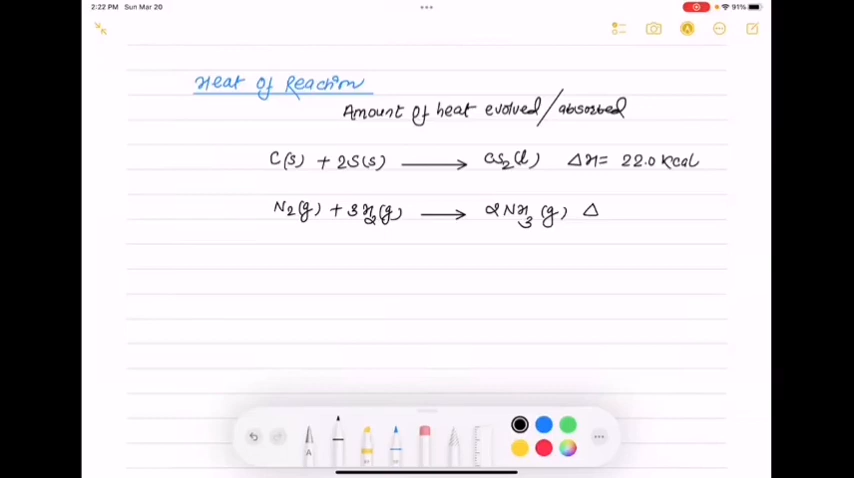 2:22 PM Sun Mar 20 91%
Heat of Reaction
Amount of heat evolved/absorbed
C(s) + 2S(s) ⟶ CS₂(l) ΔH = 22.0 Kcal
N₂(g) + 3H₂(g) ⟶ 2NH₃(g) Δ
A